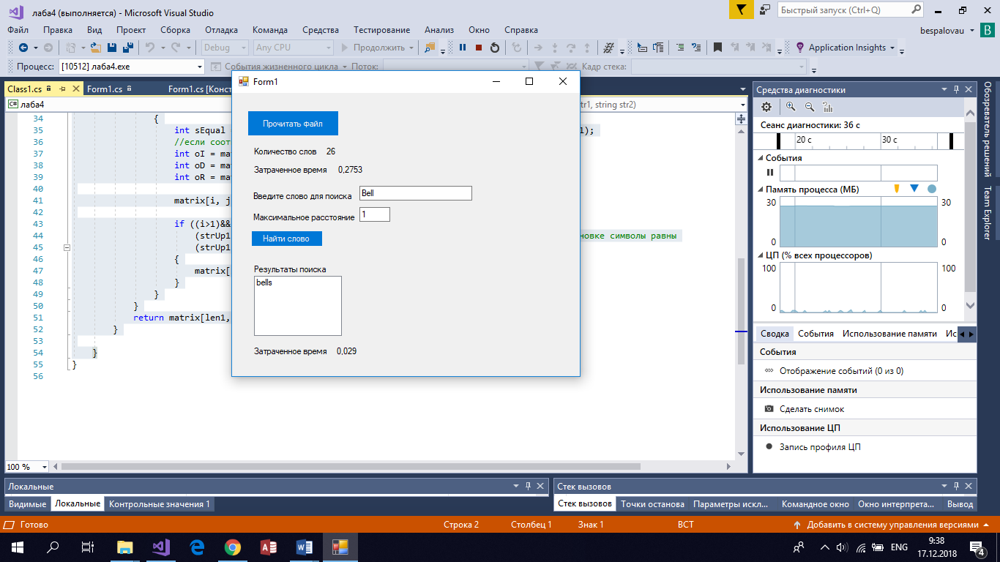 лаба4 (выполняется) - Microsoft Visual Studio
Быстрый запуск (Ctrl+Q)
Файл Правка Вид Проект Сборка Отладка Команда Средства Тестирование Анализ Окно Справка
bespalovau B
Debug Any CPU Продолжить Application Insights
Процесс: [10512] лаба4.exe События жизненного цикла Поток: Кадр стека:
Class1.cs Form1.cs Form1.cs [Конст
лаба4
tr1, string str2)
34 {
35 int sEqual 1);
36 //если соот
37 int oI = ma
38 int oD = ma
39 int oR = ma
40
41 matrix[i, j
42
43 if ((i>1)&&
44 (strUp1 новке символы равны
45 (strUp1
46 {
47 matrix[
48 }
49 }
50 }
51 return matrix[len1,
52 }
53
54 }
55 }
56
100 %
Form1
Прочитать файл
Количество слов 26
Затраченное время 0,2753
Введите слово для поиска Bell
Максимальное расстояние 1
Найти слово
Результаты поиска
bells
Затраченное время 0,029
Средства диагностики
Сеанс диагностики: 36 с
20 с 30 с
События
Память процесса (МБ)
30 30
0 0
ЦП (% всех процессоров)
100 100
0 0
Сводка События Использование памяти Ис
События
Отображение событий (0 из 0)
Использование памяти
Сделать снимок
Использование ЦП
Запись профиля ЦП
Обозреватель решений
Team Explorer
Локальные
Видимые Локальные Контрольные значения 1
Стек вызовов
Стек вызовов Точки останова Параметры искл... Командное окно Окно интерпрета... Вывод
Готово Строка 2 Столбец 1 Знак 1 ВСТ Добавить в систему управления версиями
ENG
9:38
17.12.2018
4